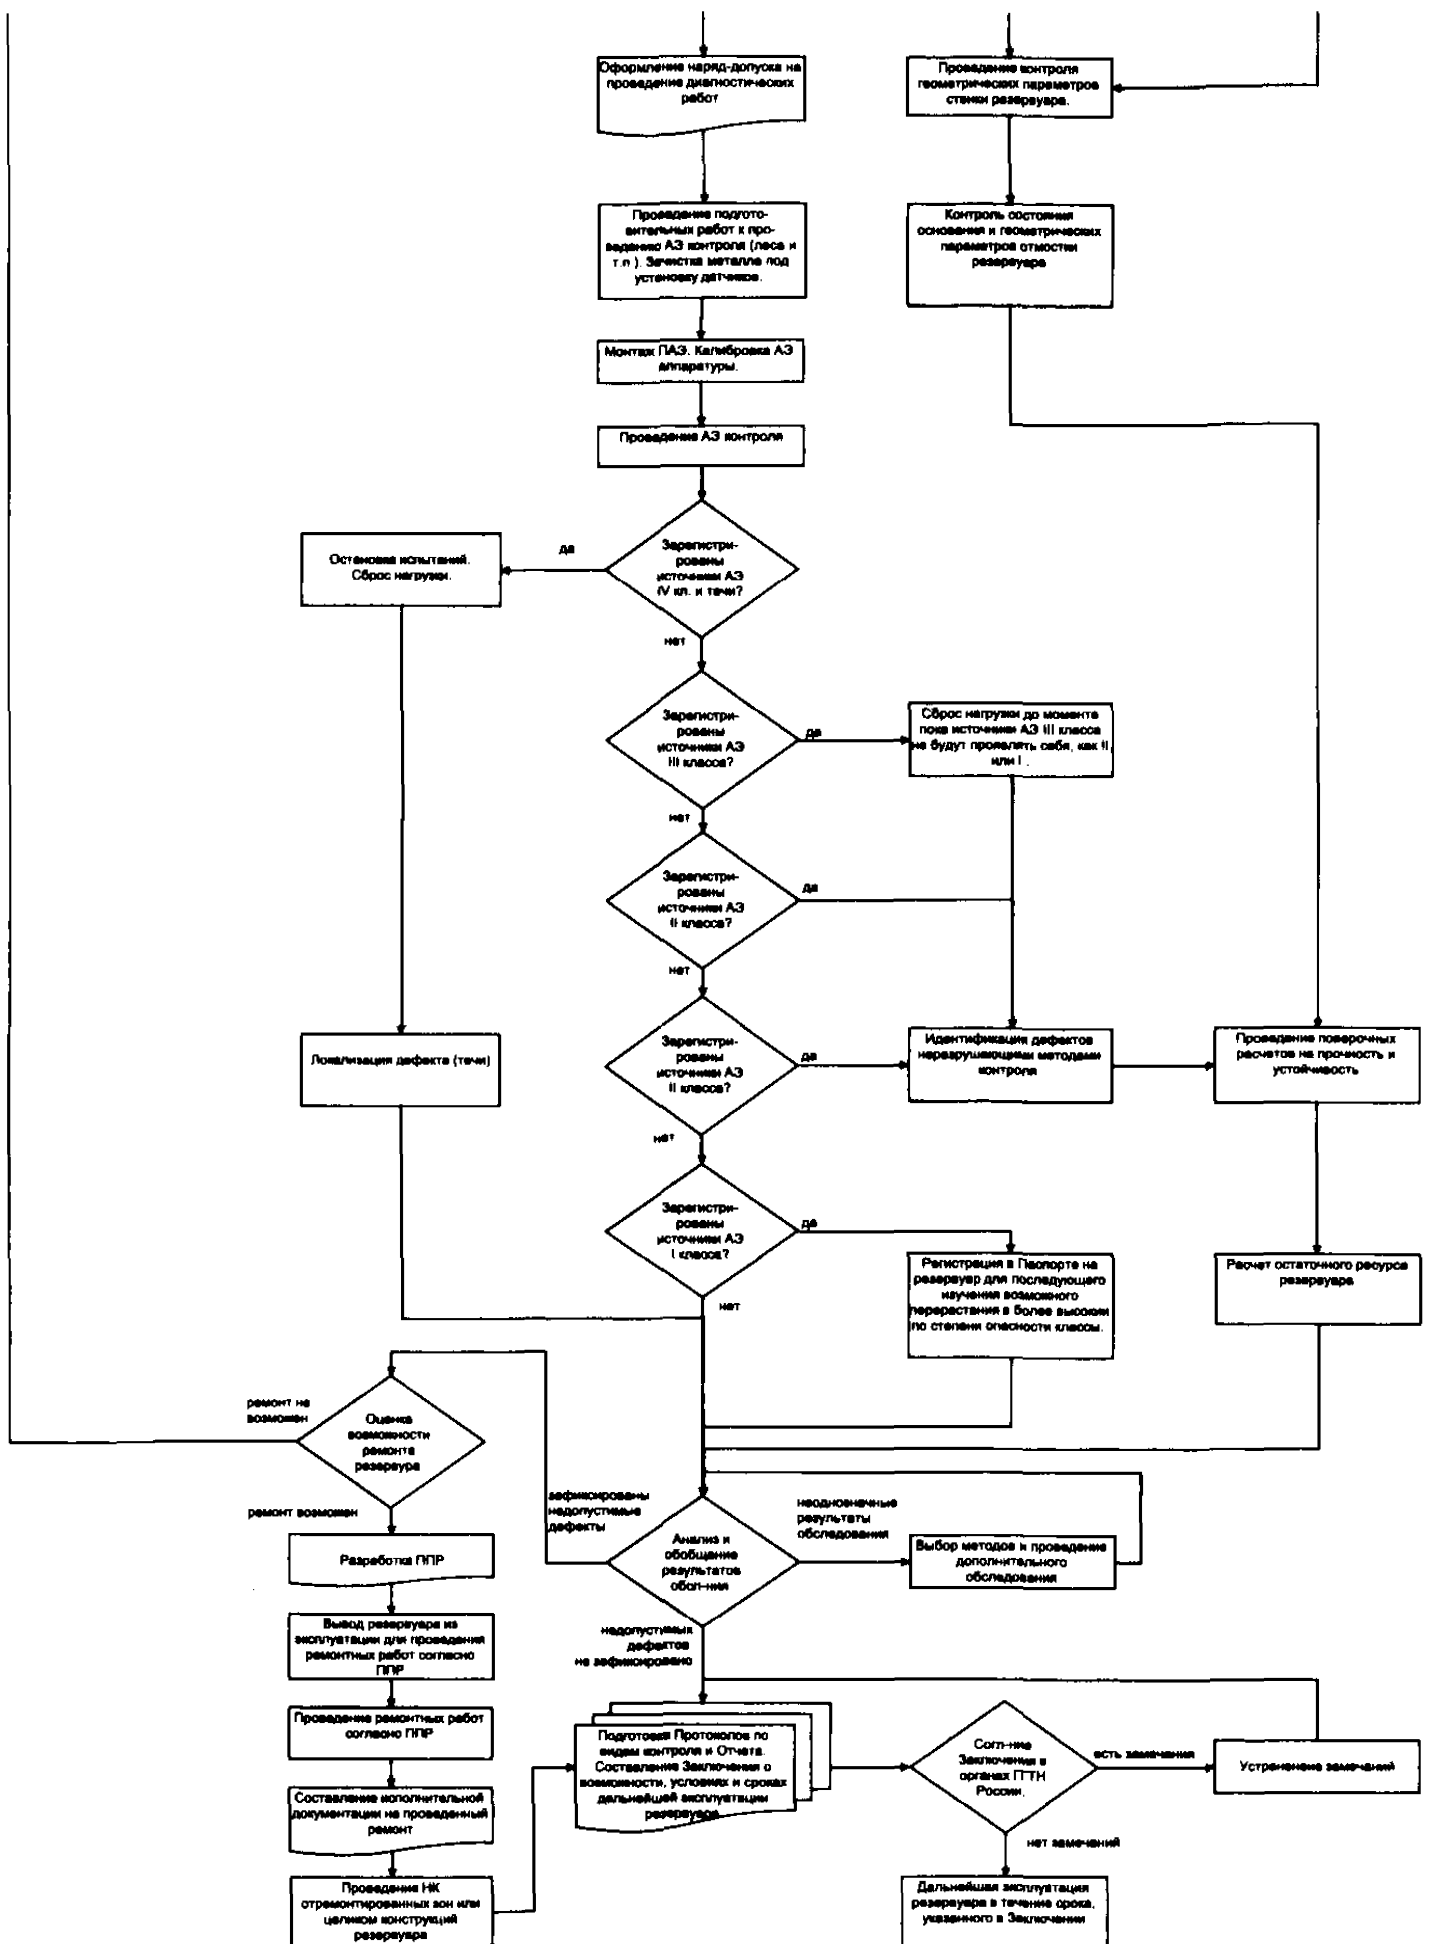 Оформление наряд-допуска на
проведение диагностических
работ
Проведение контроля
геометрических параметров
стенки резервуара.
Проведение подгото-
вительных работ к про-
ведению АЭ контроля (леса и
т.п.). Зачистка металла под
установку датчиков.
Контроль состояния
основания и геометрических
параметров отмостки
резервуара
Монтаж ПАЭ. Калибровка АЭ
аппаратуры.
Проведение АЭ контроля
Остановка испытаний.
Сброс нагрузки.
да
Зарегистри-
рованы
источники АЭ
IV кл. и течи?
нет
Зарегистри-
рованы
источники АЭ
III класса?
да
Сброс нагрузки до момента
пока источники АЭ III класса
не будут проявлять себя, как II
или I .
нет
Зарегистри-
рованы
источники АЭ
II класса?
да
нет
Локализация дефекта (течи)
Зарегистри-
рованы
источники АЭ
II класса?
да
Идентификация дефектов
неразрушающими методами
контроля
Проведение поверочных
расчетов на прочность и
устойчивость
нет
Зарегистри-
рованы
источники АЭ
I класса?
да
нет
Регистрация в Паспорте на
резервуар для последующего
изучения возможного
перерастания в более высокий
по степени опасности классы.
Расчет остаточного ресурса
резервуара
ремонт не
возможен
Оценка
возможности
ремонта
резервура
ремонт возможен
зафиксированы
недопустимые
дефекты
Анализ и
обобщение
результатов
обсл-ния
неоднозначные
результаты
обследования
Выбор методов и проведение
дополнительного
обследования
недопустимых
дефектов
не зафиксировано
Разработка ППР
Вывод резервуара из
эксплуатации для проведения
ремонтных работ согласно
ППР
Проведение ремонтных работ
согласно ППР
Составление исполнительной
документации на проведенный
ремонт
Проведение НК
отремонтированных зон или
целиком конструкций
резервуара
Подготовка Протоколов по
видам контроля и Отчета.
Составление Заключения о
возможности, условиях и сроках
дальнейшей эксплуатации
резервуара
Согл-ние
Заключения в
органах ГГТН
России.
есть замечания
Устренение замечаний
нет замечаний
Дальнейшая эксплуатация
резервуара в течение срока,
указанного в Заключении